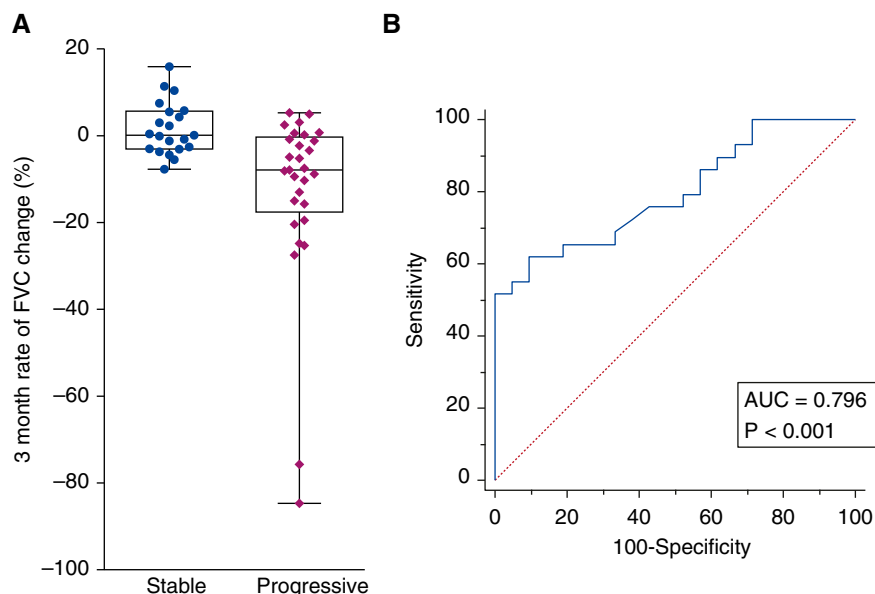 A
3 month rate of FVC change (%)
20
0
−20
−40
−60
−80
−100
Stable
Progressive
B
Sensitivity
100
80
60
40
20
0
AUC = 0.796
P < 0.001
0 20 40 60 80 100
100-Specificity